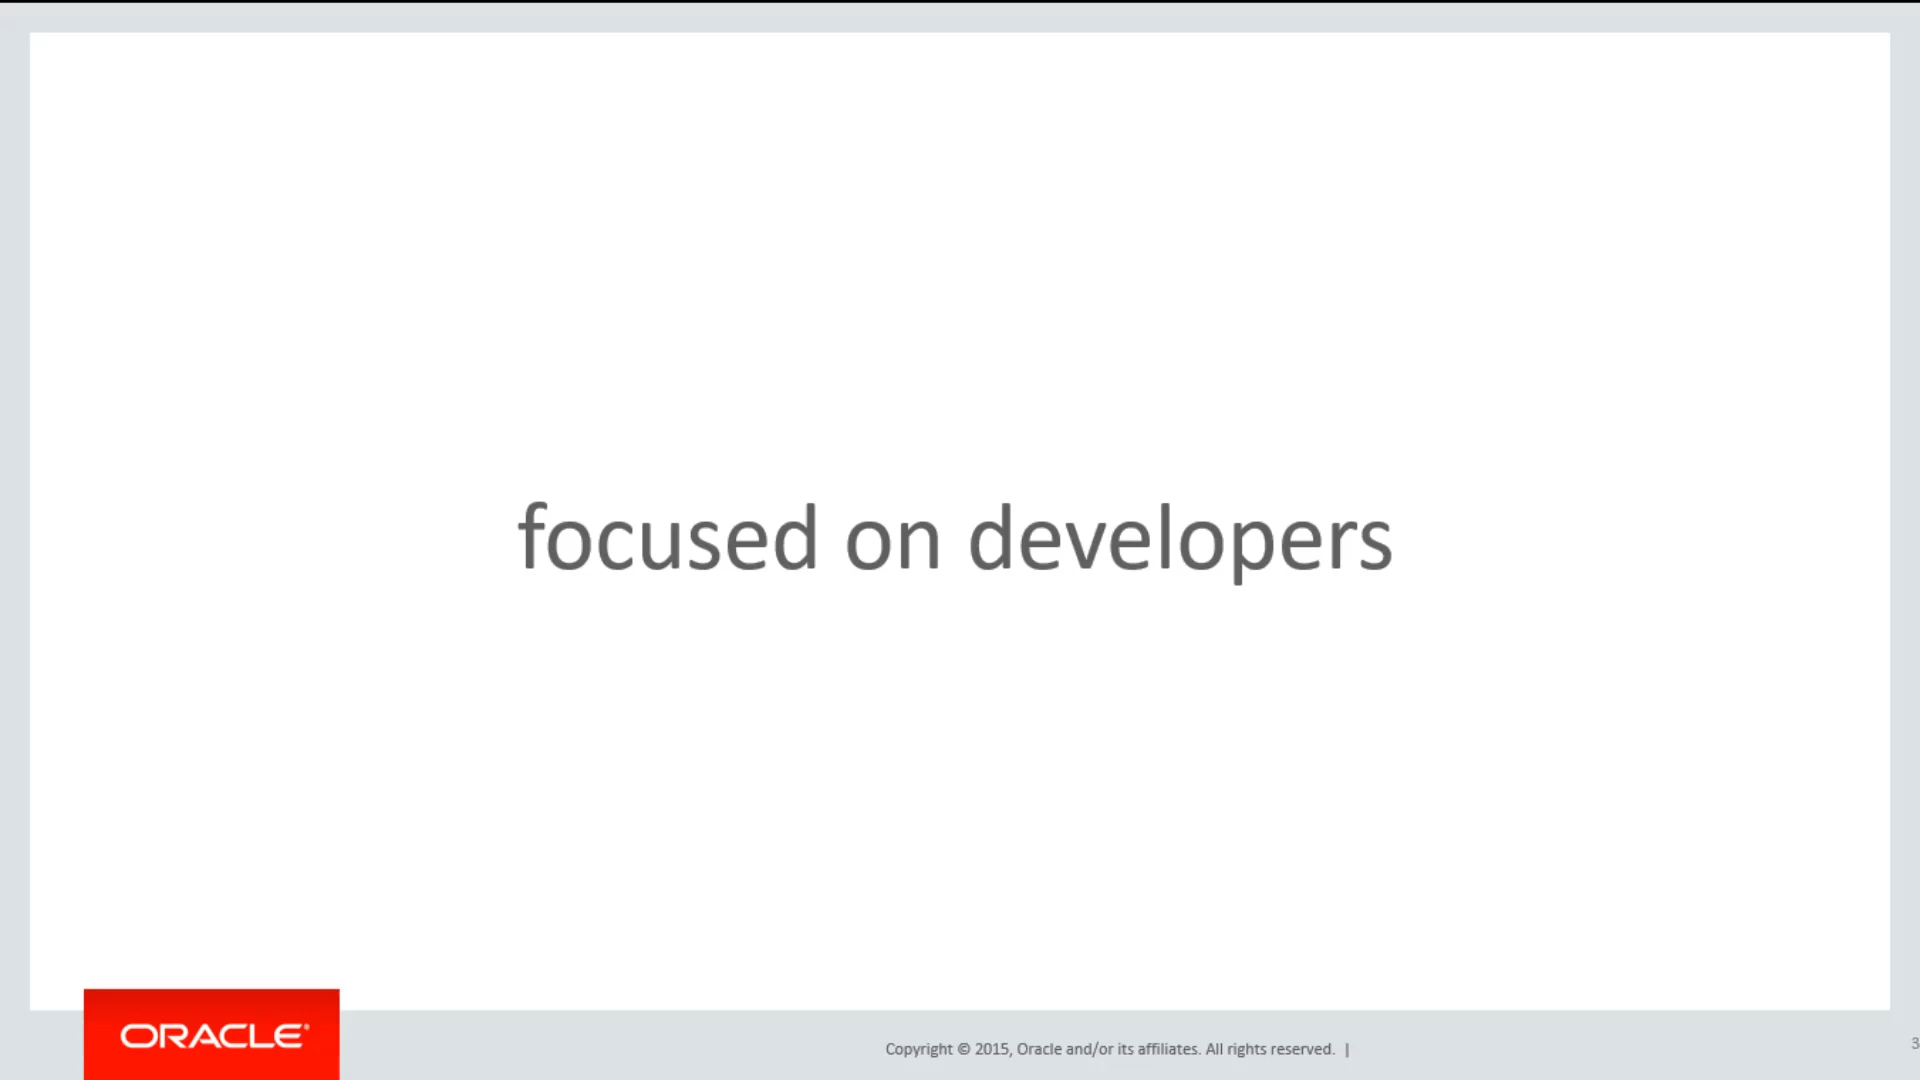 focused on developers
ORACLE®
Copyright © 2015, Oracle and/or its affiliates. All rights reserved. |
3